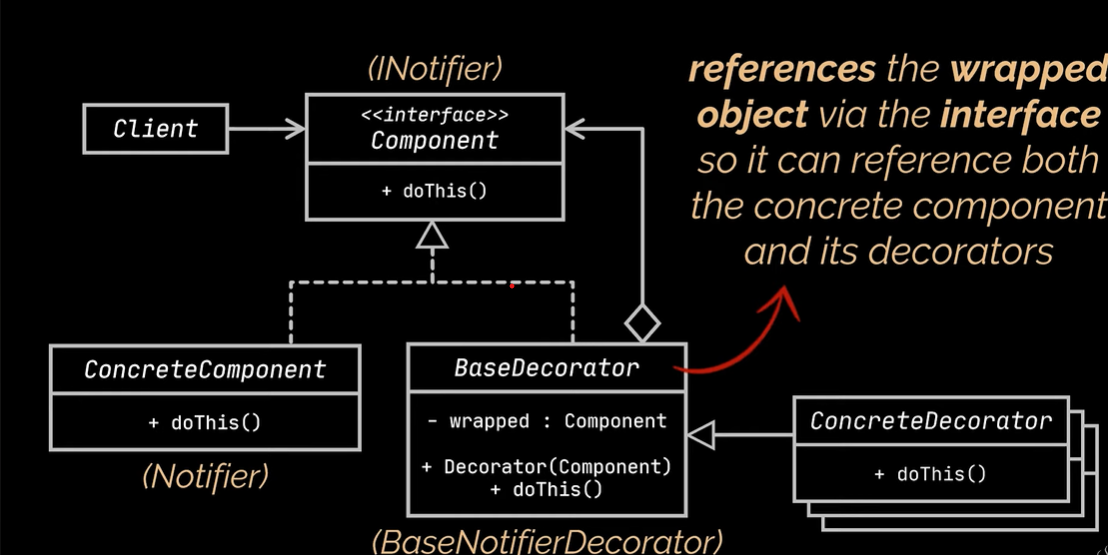 (INotifier)
references the wrapped
object via the interface
so it can reference both
the concrete component
and its decorators
Client
<<interface>>
Component
+ doThis()
ConcreteComponent
+ doThis()
(Notifier)
BaseDecorator
- wrapped : Component
+ Decorator(Component)
+ doThis()
(BaseNotifierDecorator)
ConcreteDecorator
+ doThis()